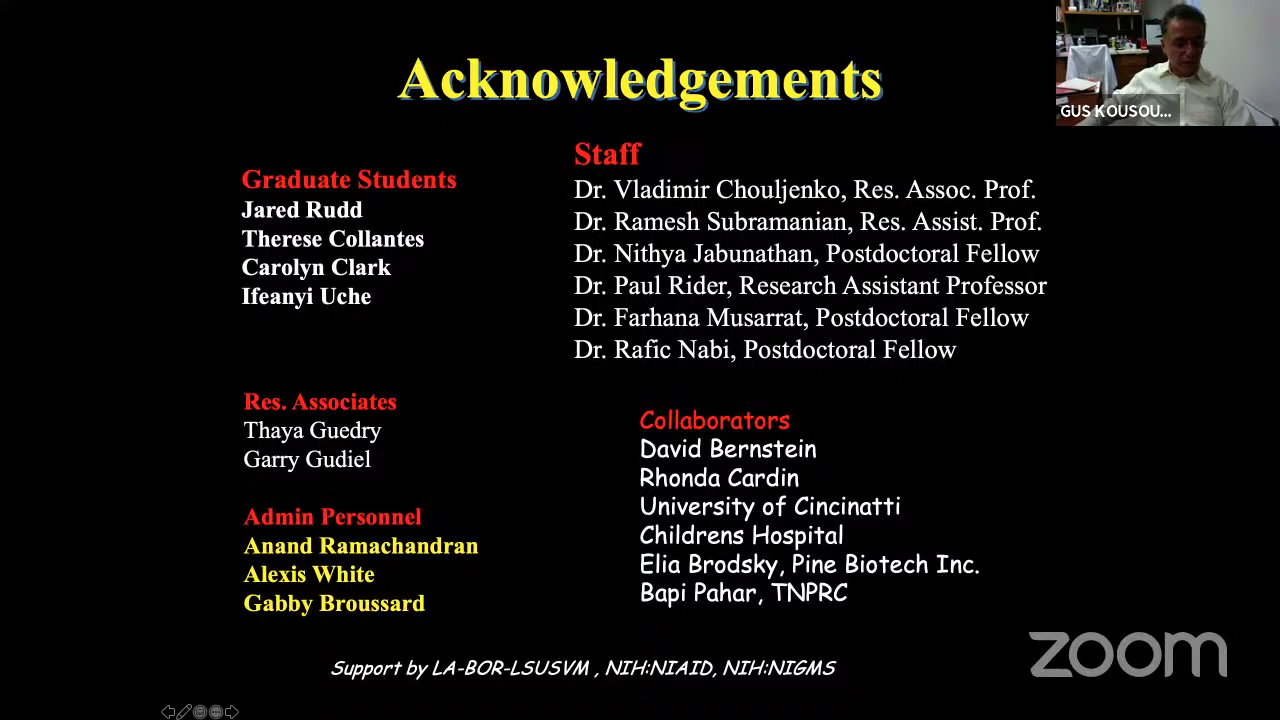 Acknowledgements
GUS KOUSOU...
Graduate Students
Jared Rudd
Therese Collantes
Carolyn Clark
Ifeanyi Uche
Staff
Dr. Vladimir Chouljenko, Res. Assoc. Prof.
Dr. Ramesh Subramanian, Res. Assist. Prof.
Dr. Nithya Jabunathan, Postdoctoral Fellow
Dr. Paul Rider, Research Assistant Professor
Dr. Farhana Musarrat, Postdoctoral Fellow
Dr. Rafic Nabi, Postdoctoral Fellow
Res. Associates
Thaya Guedry
Garry Gudiel
Admin Personnel
Anand Ramachandran
Alexis White
Gabby Broussard
Collaborators
David Bernstein
Rhonda Cardin
University of Cincinatti
Childrens Hospital
Elia Brodsky, Pine Biotech Inc.
Bapi Pahar, TNPRC
Support by LA-BOR-LSUSVM , NIH:NIAID, NIH:NIGMS
zoom